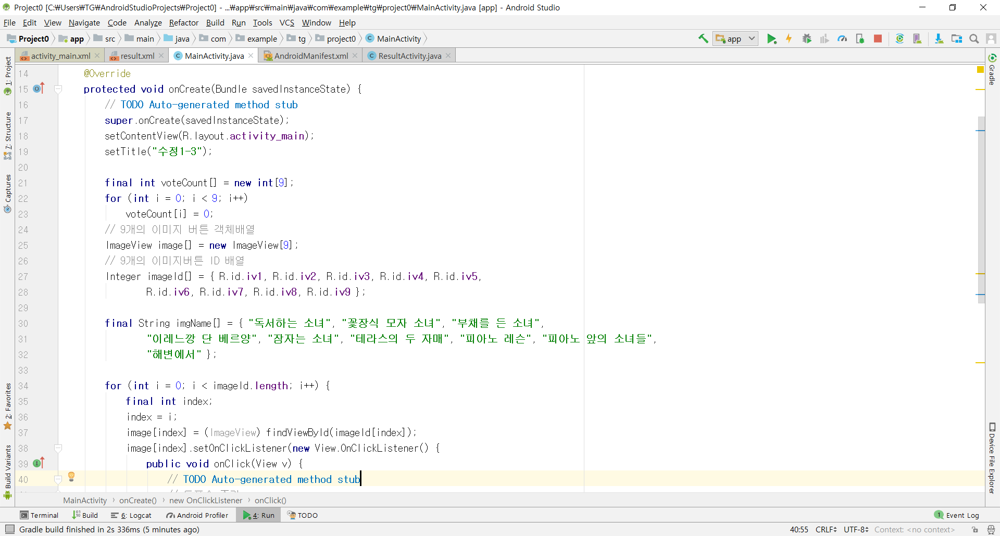 Project0 [C:₩Users₩TG₩AndroidStudioProjects₩Project0] - ...₩app₩src₩main₩java₩com₩example₩tg₩project0₩MainActivity.java [app] - Android Studio
File Edit View Navigate Code Analyze Refactor Build Run Tools VCS Window Help
Project0 app src main java com example tg project0 MainActivity app
activity_main.xml result.xml MainActivity.java AndroidManifest.xml ResultActivity.java
1: Project
7: Structure
Captures
2: Favorites
Build Variants
14 @Override
15 protected void onCreate(Bundle savedInstanceState) {
16 // TODO Auto-generated method stub
17 super.onCreate(savedInstanceState);
18 setContentView(R.layout.activity_main);
19 setTitle("수정1-3");
20
21 final int voteCount[] = new int[9];
22 for (int i = 0; i < 9; i++)
23 voteCount[i] = 0;
24 // 9개의 이미지 버튼 객체배열
25 ImageView image[] = new ImageView[9];
26 // 9개의 이미지버튼 ID 배열
27 Integer imageId[] = { R.id.iv1, R.id.iv2, R.id.iv3, R.id.iv4, R.id.iv5,
28 R.id.iv6, R.id.iv7, R.id.iv8, R.id.iv9 };
29
30 final String imgName[] = { "독서하는 소녀", "꽃장식 모자 소녀", "부채를 든 소녀",
31 "이레느깡 단 베르양", "잠자는 소녀", "테라스의 두 자매", "피아노 레슨", "피아노 앞의 소녀들",
32 "해변에서" };
33
34 for (int i = 0; i < imageId.length; i++) {
35 final int index;
36 index = i;
37 image[index] = (ImageView) findViewById(imageId[index]);
38 image[index].setOnClickListener(new View.OnClickListener() {
39 public void onClick(View v) {
40 // TODO Auto-generated method stub
Gradle
Device File Explorer
MainActivity › onCreate() › new OnClickListener › onClick()
Terminal Build 6: Logcat Android Profiler 4: Run TODO 1 Event Log
Gradle build finished in 2s 336ms (5 minutes ago) 40:55 CRLF UTF-8 Context: <no context>